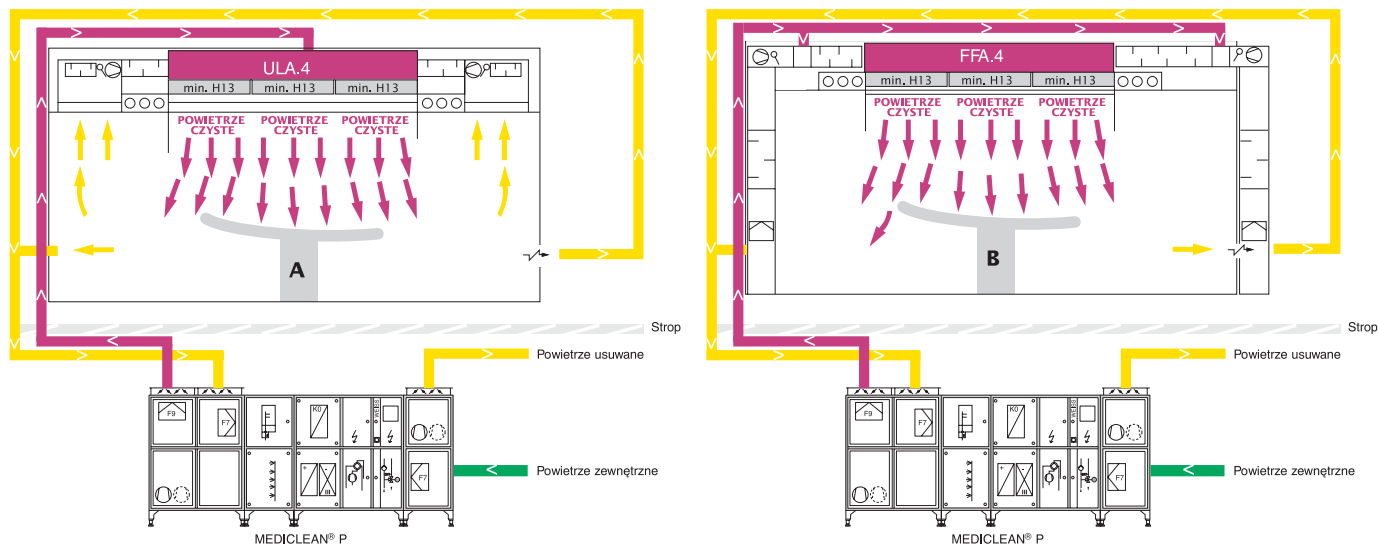 ULA.4
min. H13 min. H13 min. H13
POWIETRZE CZYSTE
POWIETRZE CZYSTE
POWIETRZE CZYSTE
A
Strop
Powietrze usuwane
F9
F7
K0
WEBS
F7
Powietrze zewnętrzne
MEDICLEAN® P
FFA.4
min. H13 min. H13 min. H13
POWIETRZE CZYSTE
POWIETRZE CZYSTE
POWIETRZE CZYSTE
B
Strop
Powietrze usuwane
F9
F7
K0
WEBS
F7
Powietrze zewnętrzne
MEDICLEAN® P